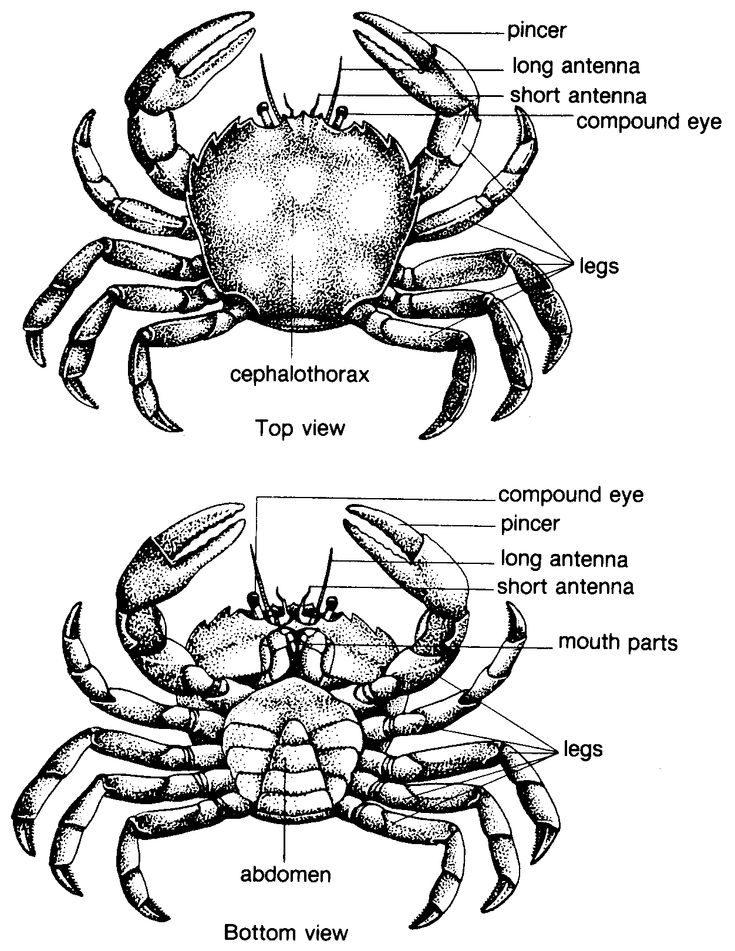 pincer
long antenna
short antenna
compound eye
legs
cephalothorax
Top view
compound eye
pincer
long antenna
short antenna
mouth parts
legs
abdomen
Bottom view